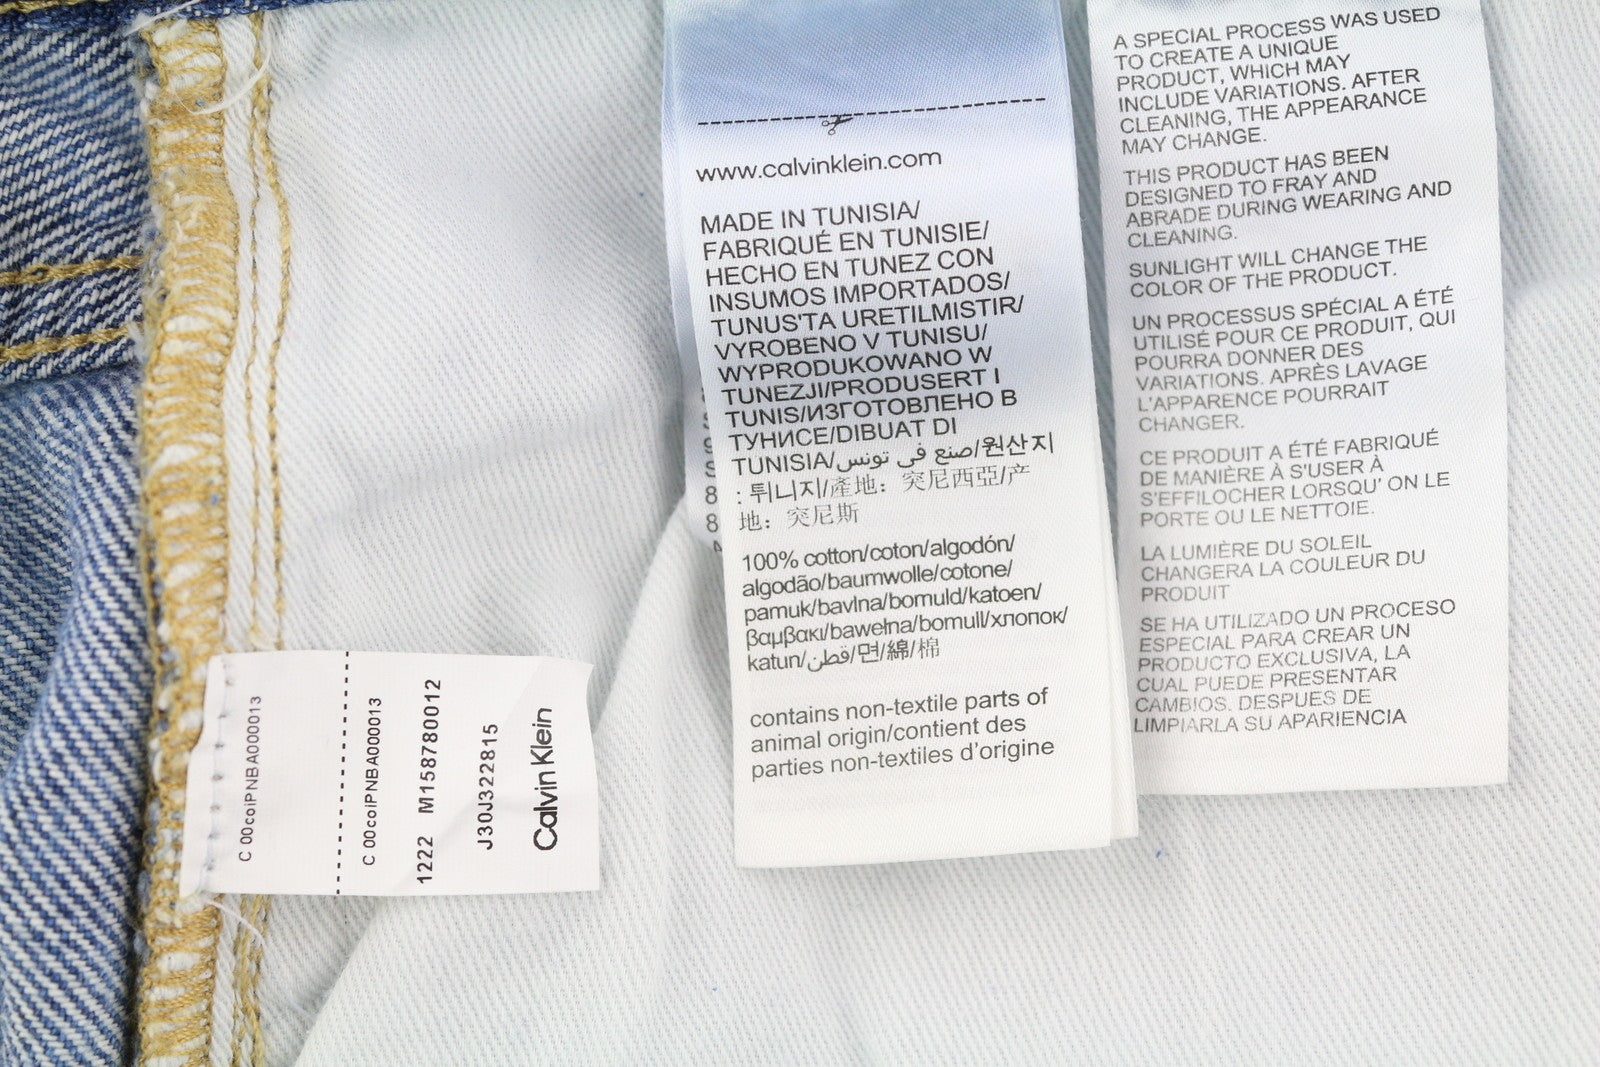 C 00coiPNBA000013
C 00coiPNBA000013
1222 M158780012
J30J322815
Calvin Klein
www.calvinklein.com
MADE IN TUNISIA/
FABRIQUÉ EN TUNISIE/
HECHO EN TUNEZ CON
INSUMOS IMPORTADOS/
TUNUS'TA URETILMISTIR/
VYROBENO V TUNISU/
WYPRODUKOWANO W
TUNEZJI/PRODUSERT I
TUNIS/ИЗГОТОВЛЕНО В
ТУНИСЕ/DIBUAT DI
TUNISIA/صنع في تونس/원산지
: 튀니지/產地：突尼西亞/产
地：突尼斯
100% cotton/coton/algodón/
algodão/baumwolle/cotone/
pamuk/bavlna/bomuld/katoen/
βαμβακι/bawełna/bomull/хлопок/
katun/قطن/면/綿/棉
contains non-textile parts of
animal origin/contient des
parties non-textiles d'origine
A SPECIAL PROCESS WAS USED
TO CREATE A UNIQUE
PRODUCT, WHICH MAY
INCLUDE VARIATIONS. AFTER
CLEANING, THE APPEARANCE
MAY CHANGE.
THIS PRODUCT HAS BEEN
DESIGNED TO FRAY AND
ABRADE DURING WEARING AND
CLEANING.
SUNLIGHT WILL CHANGE THE
COLOR OF THE PRODUCT.
UN PROCESSUS SPÉCIAL A ÉTÉ
UTILISÉ POUR CE PRODUIT, QUI
POURRA DONNER DES
VARIATIONS. APRÈS LAVAGE
L'APPARENCE POURRAIT
CHANGER.
CE PRODUIT A ÉTÉ FABRIQUÉ
DE MANIÈRE À S'USER À
S'EFFILOCHER LORSQU' ON LE
PORTE OU LE NETTOIE.
LA LUMIÈRE DU SOLEIL
CHANGERA LA COULEUR DU
PRODUIT
SE HA UTILIZADO UN PROCESO
ESPECIAL PARA CREAR UN
PRODUCTO EXCLUSIVA, LA
CUAL PUEDE PRESENTAR
CAMBIOS. DESPUES DE
LIMPIARLA SU APARIENCIA